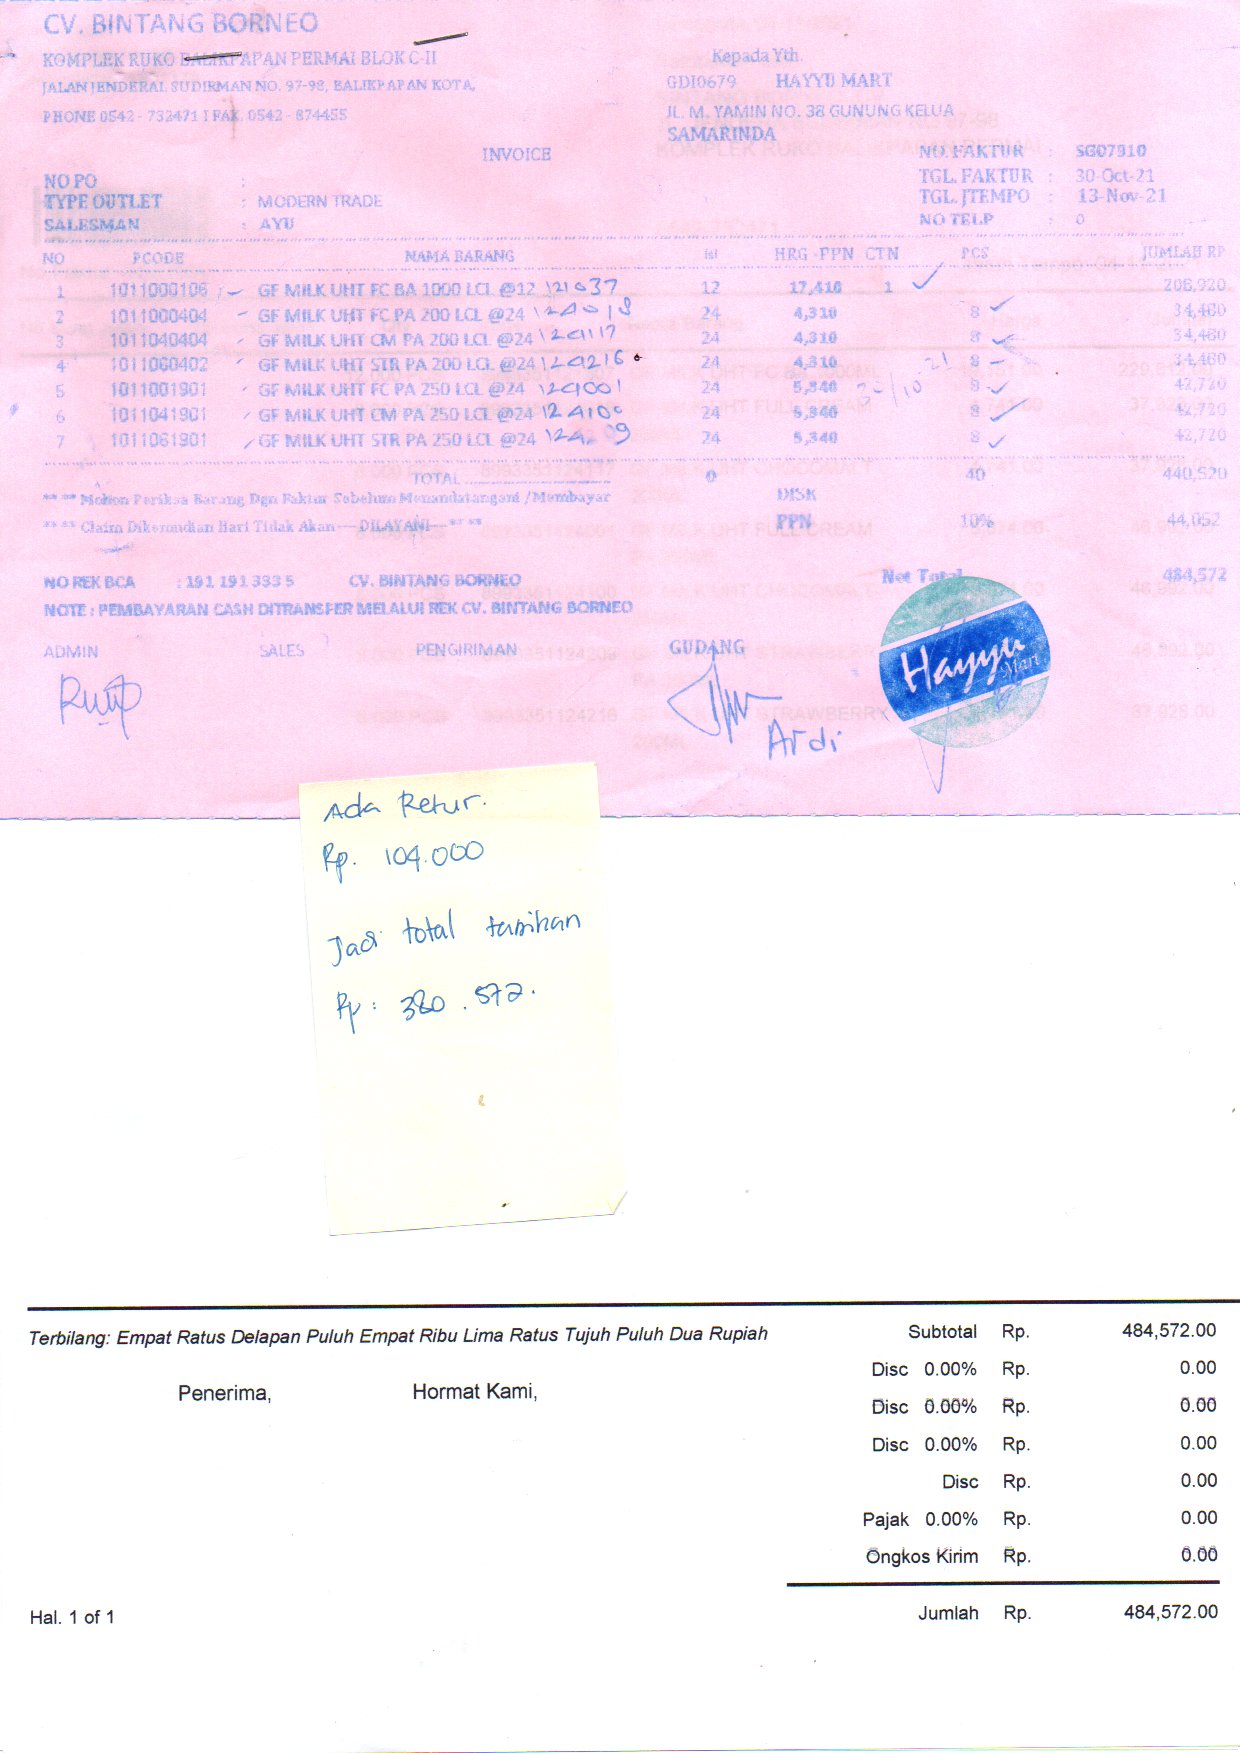 CV. BINTANG BORNEO
KOMPLEK RUKO BALIKPAPAN PERMAI BLOK C-II
JALAN JENDERAL SUDIRMAN NO. 97-98, BALIKPAPAN KOTA,
PHONE 0542 - 732471 I FAX. 0542 - 874455
Kepada Yth.
GDI0679 HAYYU MART
JL. M. YAMIN NO. 38 GUNUNG KELUA
SAMARINDA
INVOICE
NO. FAKTUR : SG07910
TGL. FAKTUR : 30-Oct-21
TGL. JTEMPO : 13-Nov-21
NO TELP : 0
NO PO :
TYPE OUTLET : MODERN TRADE
SALESMAN : AYU
NO PCODE NAMA BARANG Isi HRG -PPN CTN PCS JUMLAH RP
1 1011000106 GF MILK UHT FC BA 1000 LCL @12 121037 12 17,410 1 208,920
2 1011000404 GF MILK UHT FC PA 200 LCL @24 124018 24 4,310 8 34,480
3 1011040404 GF MILK UHT CM PA 200 LCL @24 124117 24 4,310 8 34,480
4 1011060402 GF MILK UHT STR PA 200 LCL @24 124216 24 4,310 8 34,480
5 1011001901 GF MILK UHT FC PA 250 LCL @24 124001 24 5,340 8 42,720
6 1011041901 GF MILK UHT CM PA 250 LCL @24 24 5,340 8 42,720
7 1011061901 GF MILK UHT STR PA 250 LCL @24 24 5,340 8 42,720
TOTAL 0 40 440,520
**** Mohon Periksa Barang Dgn Faktur Sebelum Menandatangani /Membayar DISK
**** Claim Dikemudian Hari Tidak Akan---DILAYANI--**** PPN 10% 44,052
NO REK BCA : 191 191 3335 CV. BINTANG BORNEO Net Total 484,572
NOTE : PEMBAYARAN CASH DITRANSFER MELALUI REK CV. BINTANG BORNEO
ADMIN SALES PENGIRIMAN GUDANG
Hayyu
Mart
Ardi
Ada Retur.
Rp. 104.000
Jadi total tagihan
Rp : 380.572.
Terbilang: Empat Ratus Delapan Puluh Empat Ribu Lima Ratus Tujuh Puluh Dua Rupiah
Subtotal Rp. 484,572.00
Disc 0.00% Rp. 0.00
Penerima, Hormat Kami,
Disc 0.00% Rp. 0.00
Disc 0.00% Rp. 0.00
Disc Rp. 0.00
Pajak 0.00% Rp. 0.00
Ongkos Kirim Rp. 0.00
Hal. 1 of 1
Jumlah Rp. 484,572.00